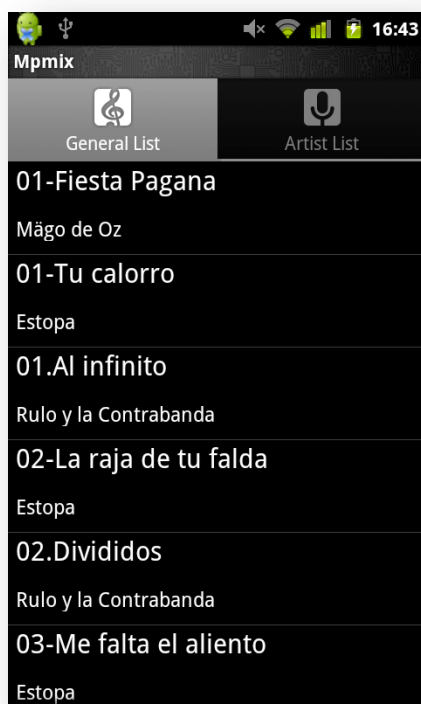 16:43
Mpmix
General List
Artist List
01-Fiesta Pagana
Mägo de Oz
01-Tu calorro
Estopa
01.Al infinito
Rulo y la Contrabanda
02-La raja de tu falda
Estopa
02.Divididos
Rulo y la Contrabanda
03-Me falta el aliento
Estopa